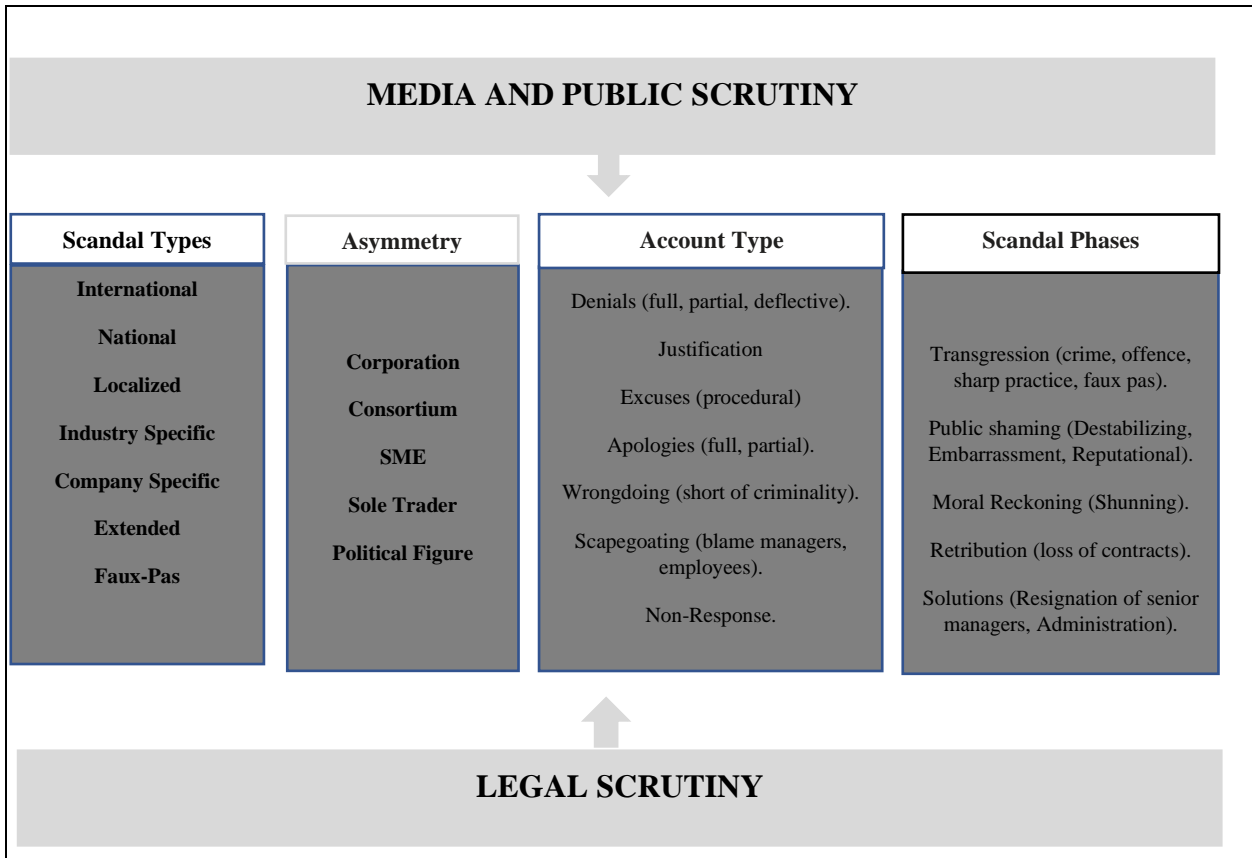 MEDIA AND PUBLIC SCRUTINY
Scandal Types
International
National
Localized
Industry Specific
Company Specific
Extended
Faux-Pas
Asymmetry
Corporation
Consortium
SME
Sole Trader
Political Figure
Account Type
Denials (full, partial, deflective).
Justification
Excuses (procedural)
Apologies (full, partial).
Wrongdoing (short of criminality).
Scapegoating (blame managers,
employees).
Non-Response.
Scandal Phases
Transgression (crime, offence,
sharp practice, faux pas).
Public shaming (Destabilizing,
Embarrassment, Reputational).
Moral Reckoning (Shunning).
Retribution (loss of contracts).
Solutions (Resignation of senior
managers, Administration).
LEGAL SCRUTINY